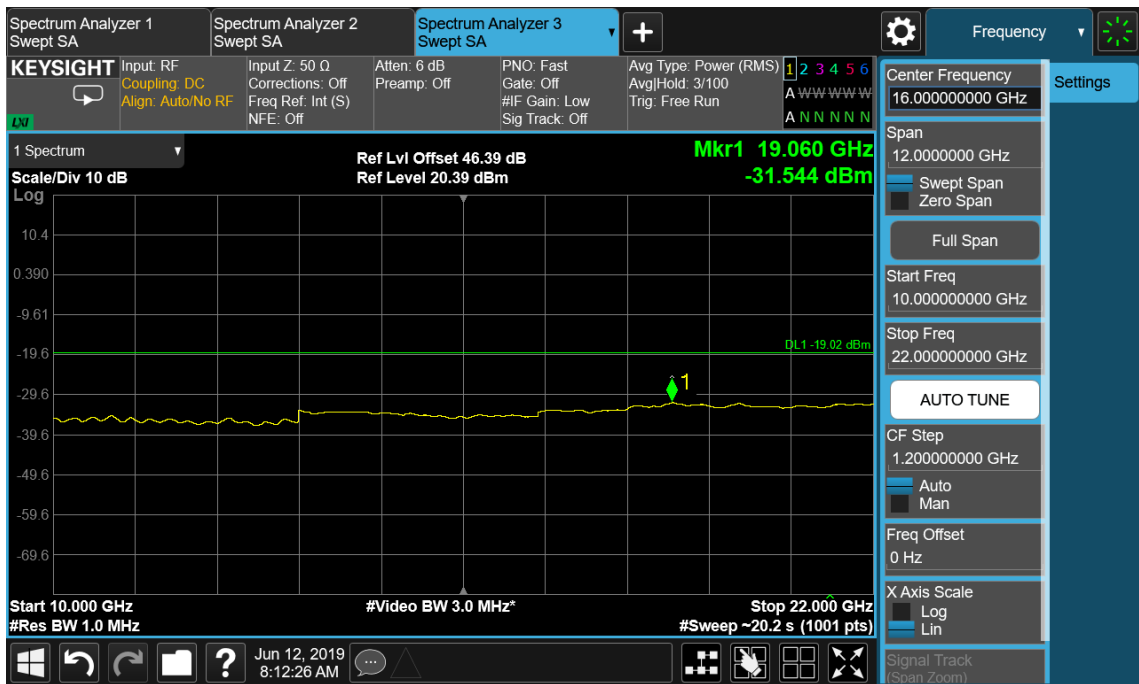 Spectrum Analyzer 1
Swept SA
Spectrum Analyzer 2
Swept SA
Spectrum Analyzer 3
Swept SA
Frequency
KEYSIGHT
LXI
Input: RF
Coupling: DC
Align: Auto/No RF
Input Z: 50 Ω
Corrections: Off
Freq Ref: Int (S)
NFE: Off
Atten: 6 dB
Preamp: Off
PNO: Fast
Gate: Off
#IF Gain: Low
Sig Track: Off
Avg Type: Power (RMS)
Avg|Hold: 3/100
Trig: Free Run
1 2 3 4 5 6
A W W W W W
A N N N N N
1 Spectrum
Scale/Div 10 dB
Log
Ref Lvl Offset 46.39 dB
Ref Level 20.39 dBm
Mkr1 19.060 GHz
-31.544 dBm
10.4
0.390
-9.61
-19.6
-29.6
-39.6
-49.6
-59.6
-69.6
DL1 -19.02 dBm
1
Start 10.000 GHz
#Res BW 1.0 MHz
#Video BW 3.0 MHz*
Stop 22.000 GHz
#Sweep ~20.2 s (1001 pts)
Center Frequency
16.000000000 GHz
Settings
Span
12.0000000 GHz
Swept Span
Zero Span
Full Span
Start Freq
10.000000000 GHz
Stop Freq
22.000000000 GHz
AUTO TUNE
CF Step
1.200000000 GHz
Auto
Man
Freq Offset
0 Hz
X Axis Scale
Log
Lin
Signal Track
(Span Zoom)
?
Jun 12, 2019
8:12:26 AM